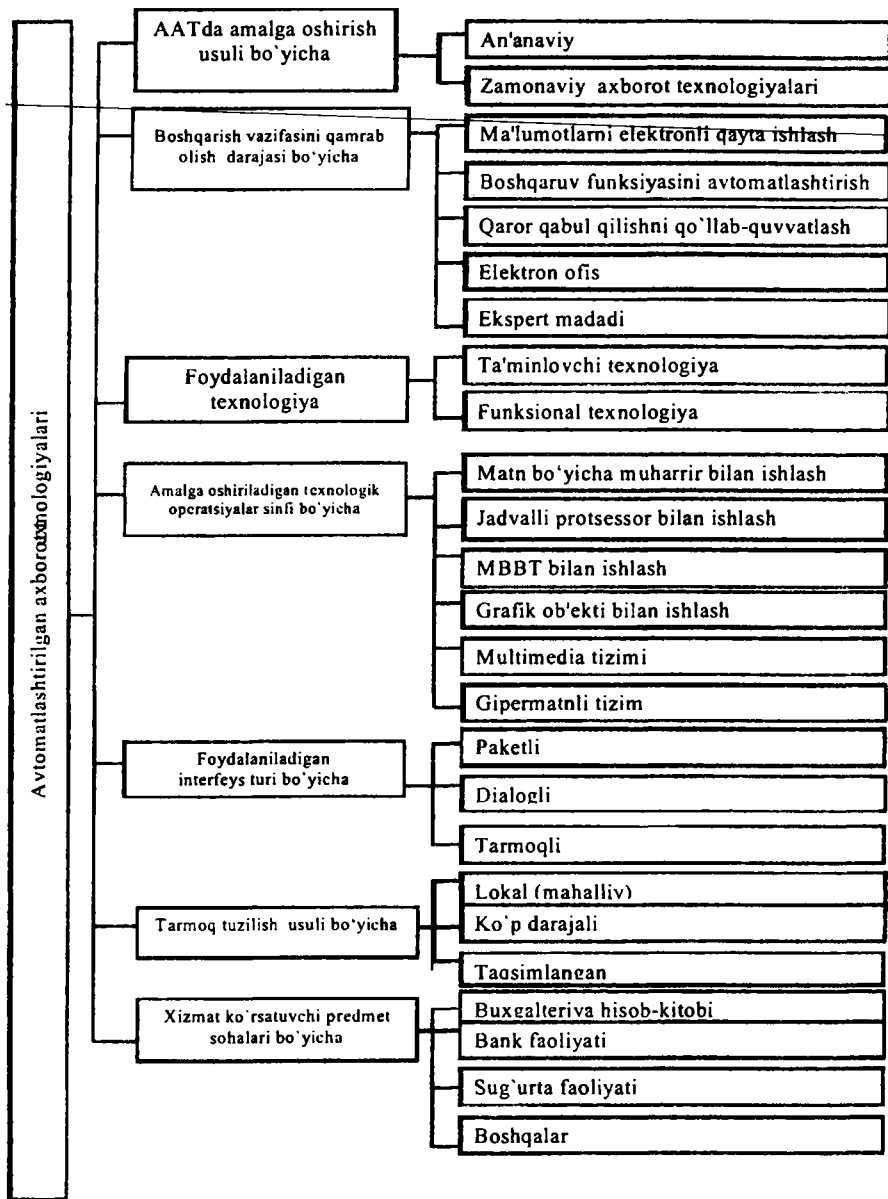 Avtomatlashtirilgan axborot texnologiyalari
AATda amalga oshirish
usuli bo`yicha
An'anaviy
Zamonaviy axborot texnologiyalari
Boshqarish vazifasini qamrab
olish darajasi bo`yicha
Ma'lumotlarni elektronli qayta ishlash
Boshqaruv funksiyasini avtomatlashtirish
Qaror qabul qilishni qo`llab-quvvatlash
Elektron ofis
Ekspert madadi
Foydalaniladigan
texnologiya
Ta'minlovchi texnologiya
Funksional texnologiya
Amalga oshiriladigan texnologik
operatsiyalar sinfi bo`yicha
Matn bo‘yicha muharrir bilan ishlash
Jadvalli protsessor bilan ishlash
MBBT bilan ishlash
Grafik ob'ekti bilan ishlash
Multimedia tizimi
Gipermatnli tizim
Foydalaniladigan
interfeys turi bo`yicha
Paketli
Dialogli
Tarmoqli
Tarmoq tuzilish usuli bo‘yicha
Lokal (mahalliy)
Ko`p darajali
Taqsimlangan
Xizmat ko`rsatuvchi predmet
sohalari bo`yicha
Buxgalteriya hisob-kitobi
Bank faoliyati
Sug`urta faoliyati
Boshqalar